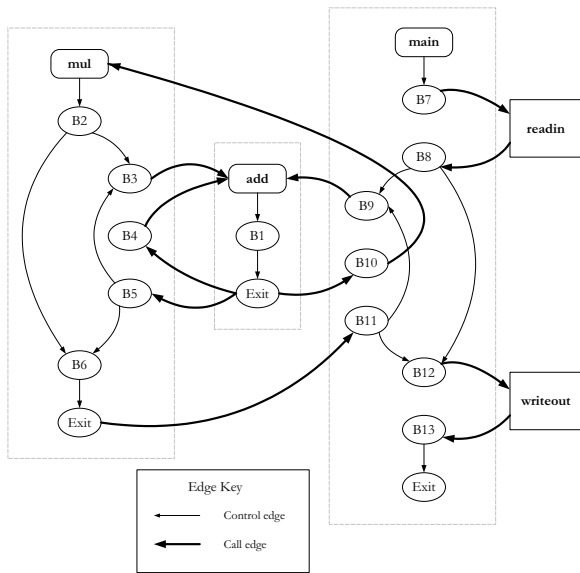 mul
B2
B3
B4
B5
B6
Exit
add
B1
Exit
main
B7
B8
B9
B10
B11
B12
B13
Exit
readin
writeout
Edge Key
Control edge
Call edge